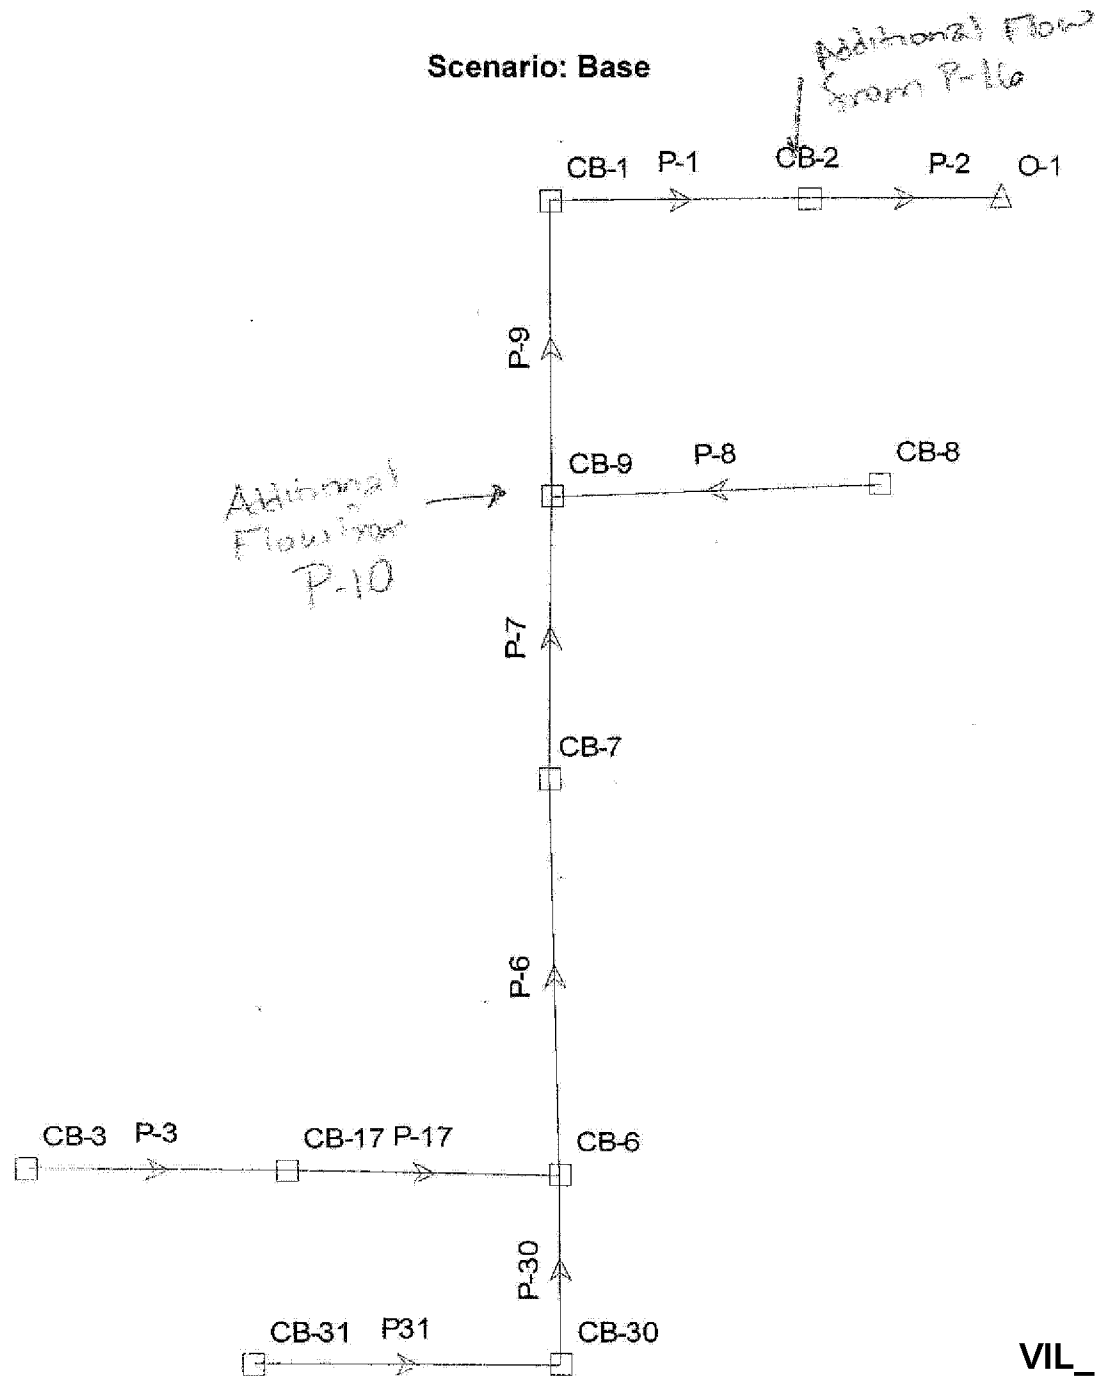 Additional Flow
from P-16
Scenario: Base
CB-1 P-1 CB-2 P-2 O-1
P-9
CB-9 P-8 CB-8
Additional
Flow from
P-10
P-7
CB-7
P-6
CB-3 P-3 CB-17 P-17 CB-6
P-30
CB-31 P31 CB-30
VIL_